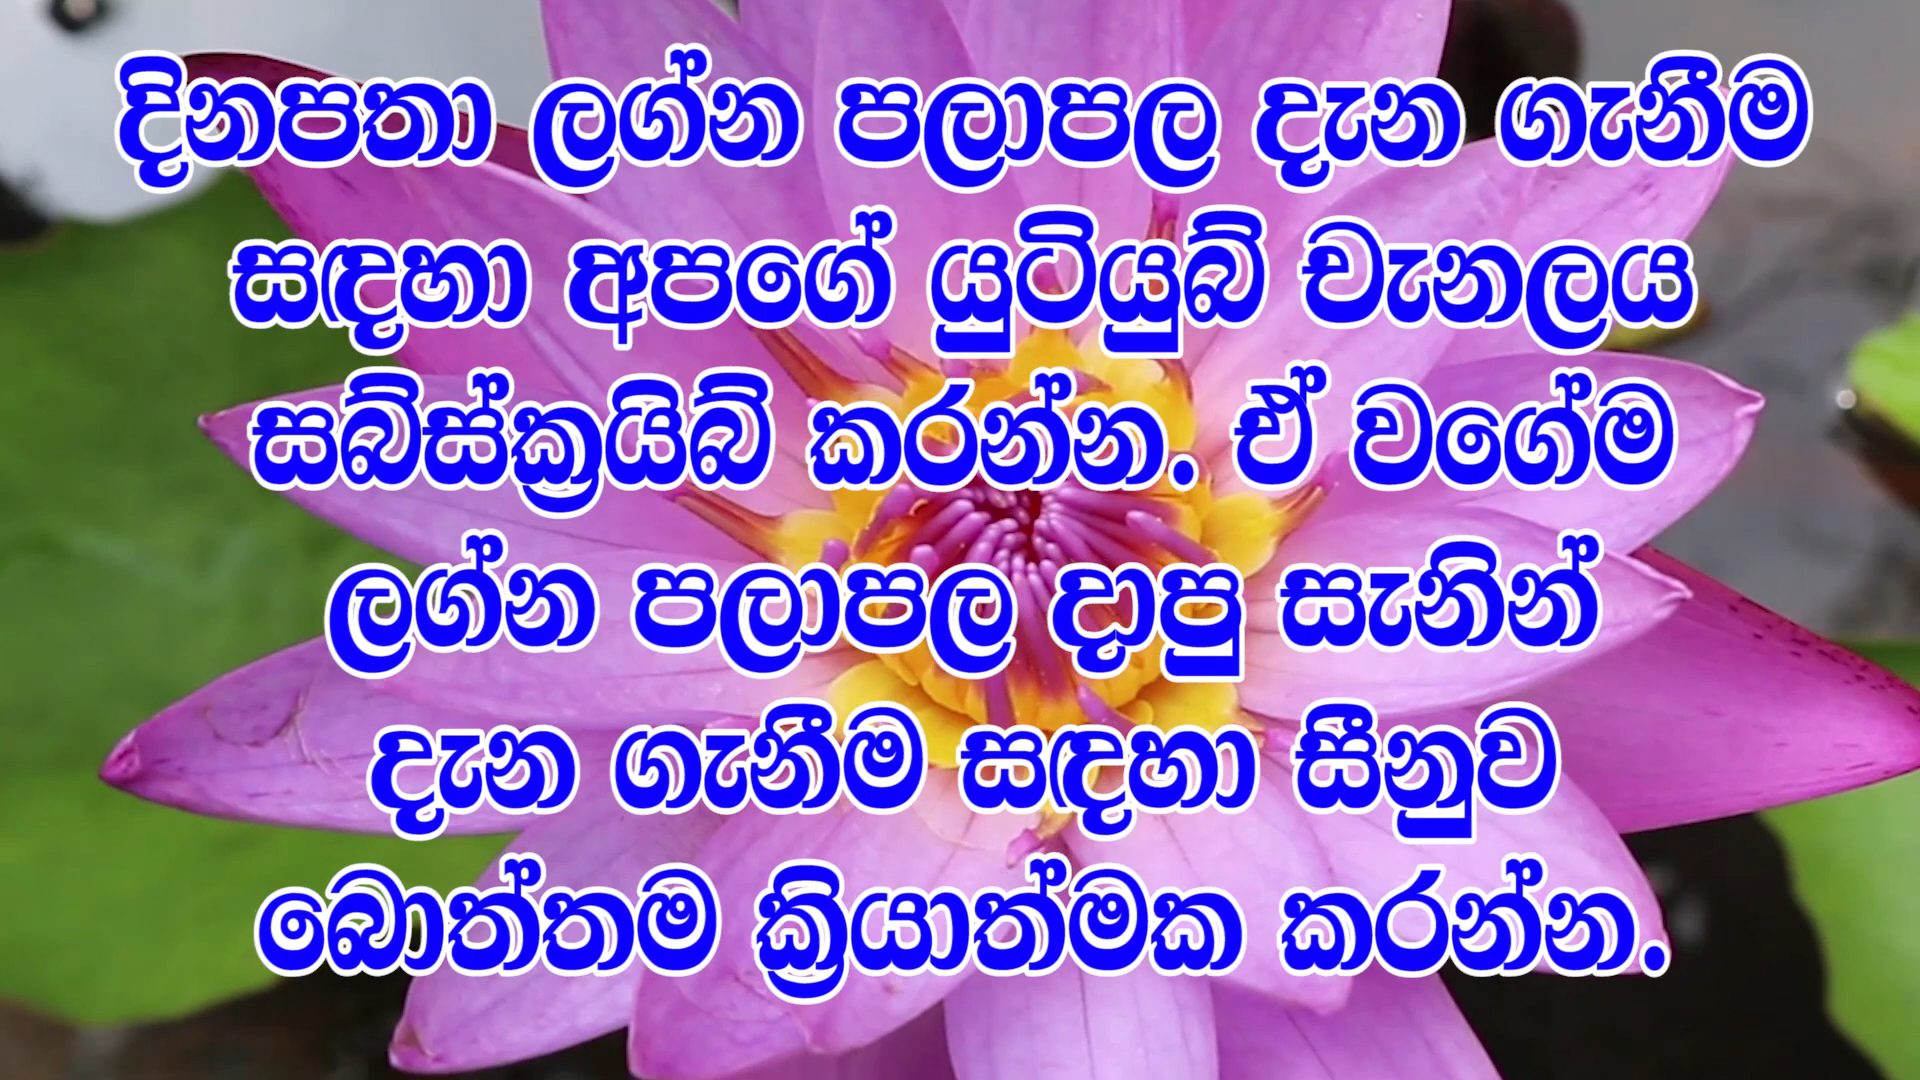 දිනපතා ලග්න පලාපල දැන ගැනීම
සඳහා අපගේ යුටියුබ් චැනලය
සබ්ස්ක්‍රයිබ් කරන්න. ඒ වගේම
ලග්න පලාපල දාපු සැනින්
දැන ගැනීම සඳහා සීනුව
බොත්තම ක්‍රියාත්මක කරන්න.